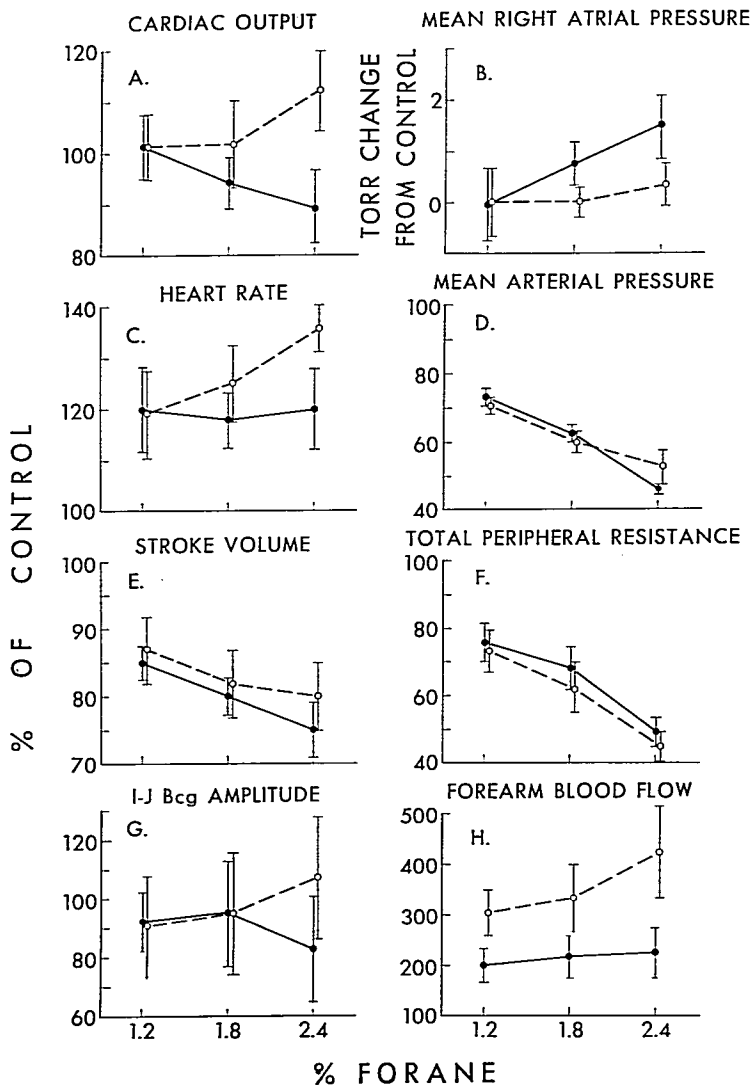 CARDIAC OUTPUT
A.
120
100
80
MEAN RIGHT ATRIAL PRESSURE
B.
TORR CHANGE
FROM CONTROL
2
0
HEART RATE
C.
140
120
100
MEAN ARTERIAL PRESSURE
D.
100
80
60
40
% OF CONTROL
STROKE VOLUME
E.
100
90
80
70
TOTAL PERIPHERAL RESISTANCE
F.
100
80
60
40
I-J Bcg AMPLITUDE
G.
120
100
80
60
1.2 1.8 2.4
FOREARM BLOOD FLOW
H.
500
400
300
200
100
1.2 1.8 2.4
% FORANE